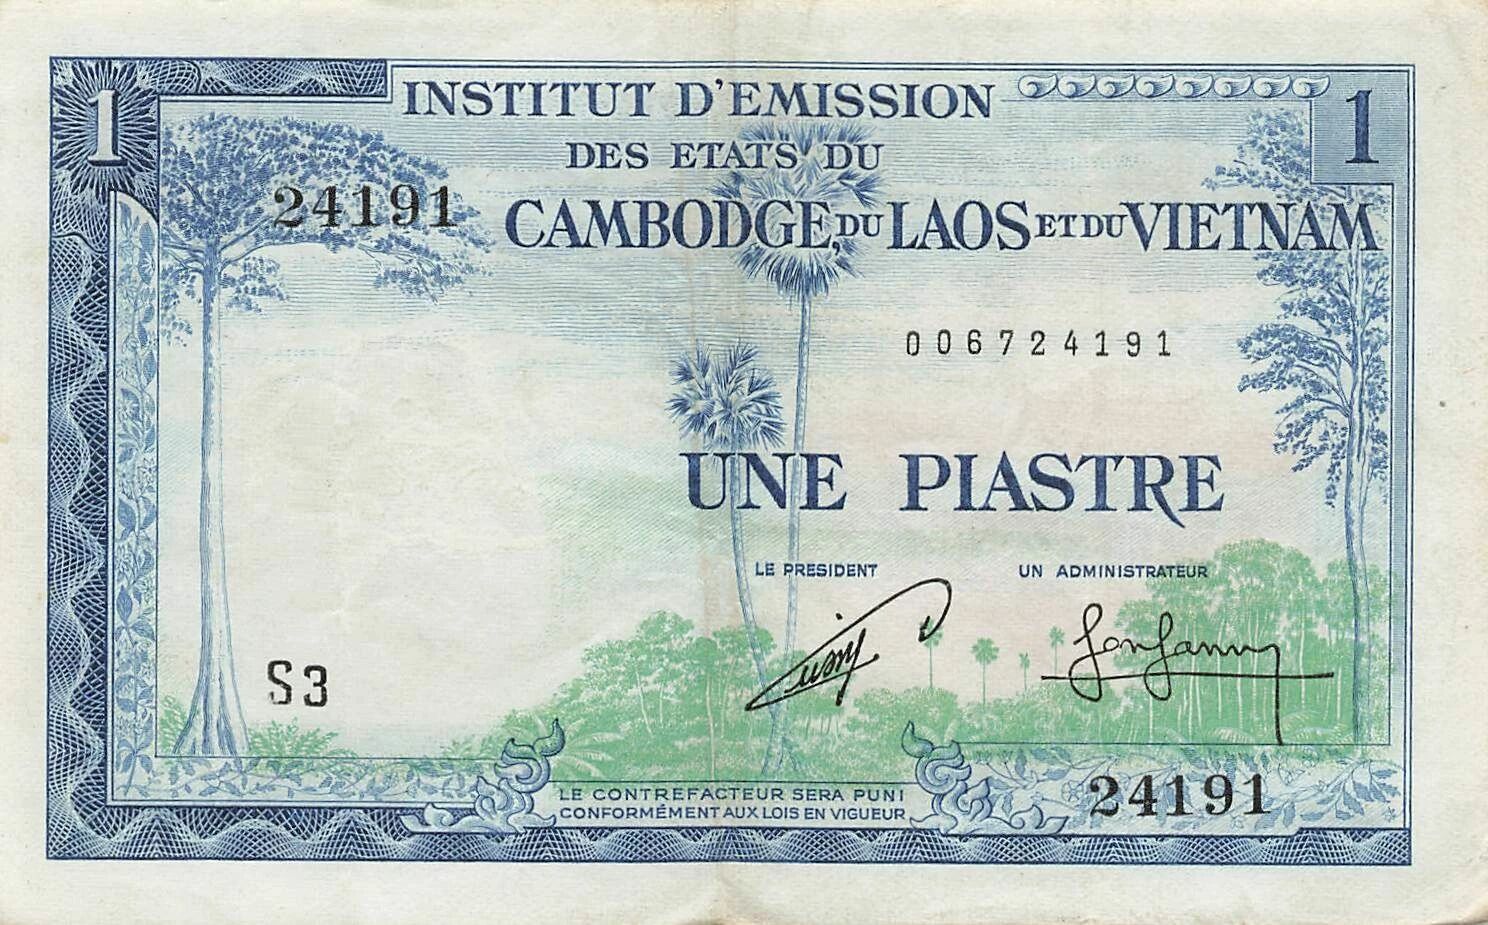 1
INSTITUT D'EMISSION
1
DES ETATS DU
24191
CAMBODGE, DU LAOS ET DU VIETNAM
006724191
UNE PIASTRE
LE PRESIDENT
UN ADMINISTRATEUR
S3
24191
LE CONTREFACTEUR SERA PUNI
CONFORMÉMENT AUX LOIS EN VIGUEUR